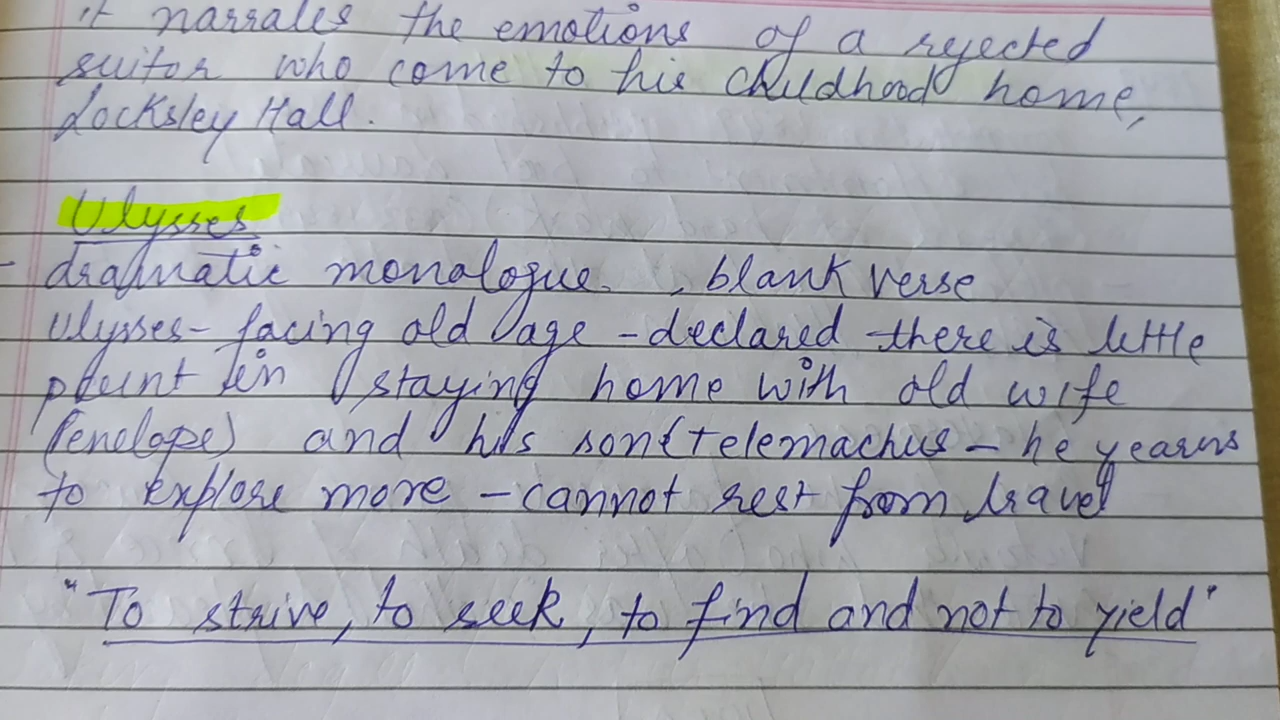 it narrates the emotions of a rejected
suitor who come to his childhood home,
Locksley Hall.
Ulysses
- dramatic monologue. , blank verse
Ulysses - facing old age - declared there is little
point in staying home with old wife
(Penelope) and his son (Telemachus - he yearns
to explore more - cannot rest from travel
"To strive, to seek, to find and not to yield"